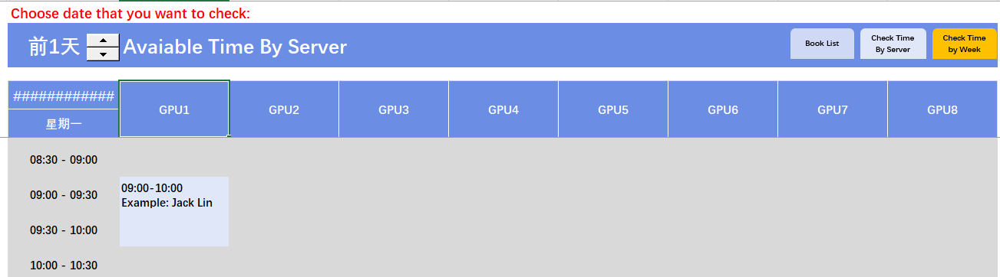 Choose date that you want to check:
前1天 Avaiable Time By Server
Book List
Check Time
By Server
Check Time
by Week
############
星期一
GPU1 GPU2 GPU3 GPU4 GPU5 GPU6 GPU7 GPU8
08:30 - 09:00
09:00 - 09:30
09:00-10:00
Example: Jack Lin
09:30 - 10:00
10:00 - 10:30